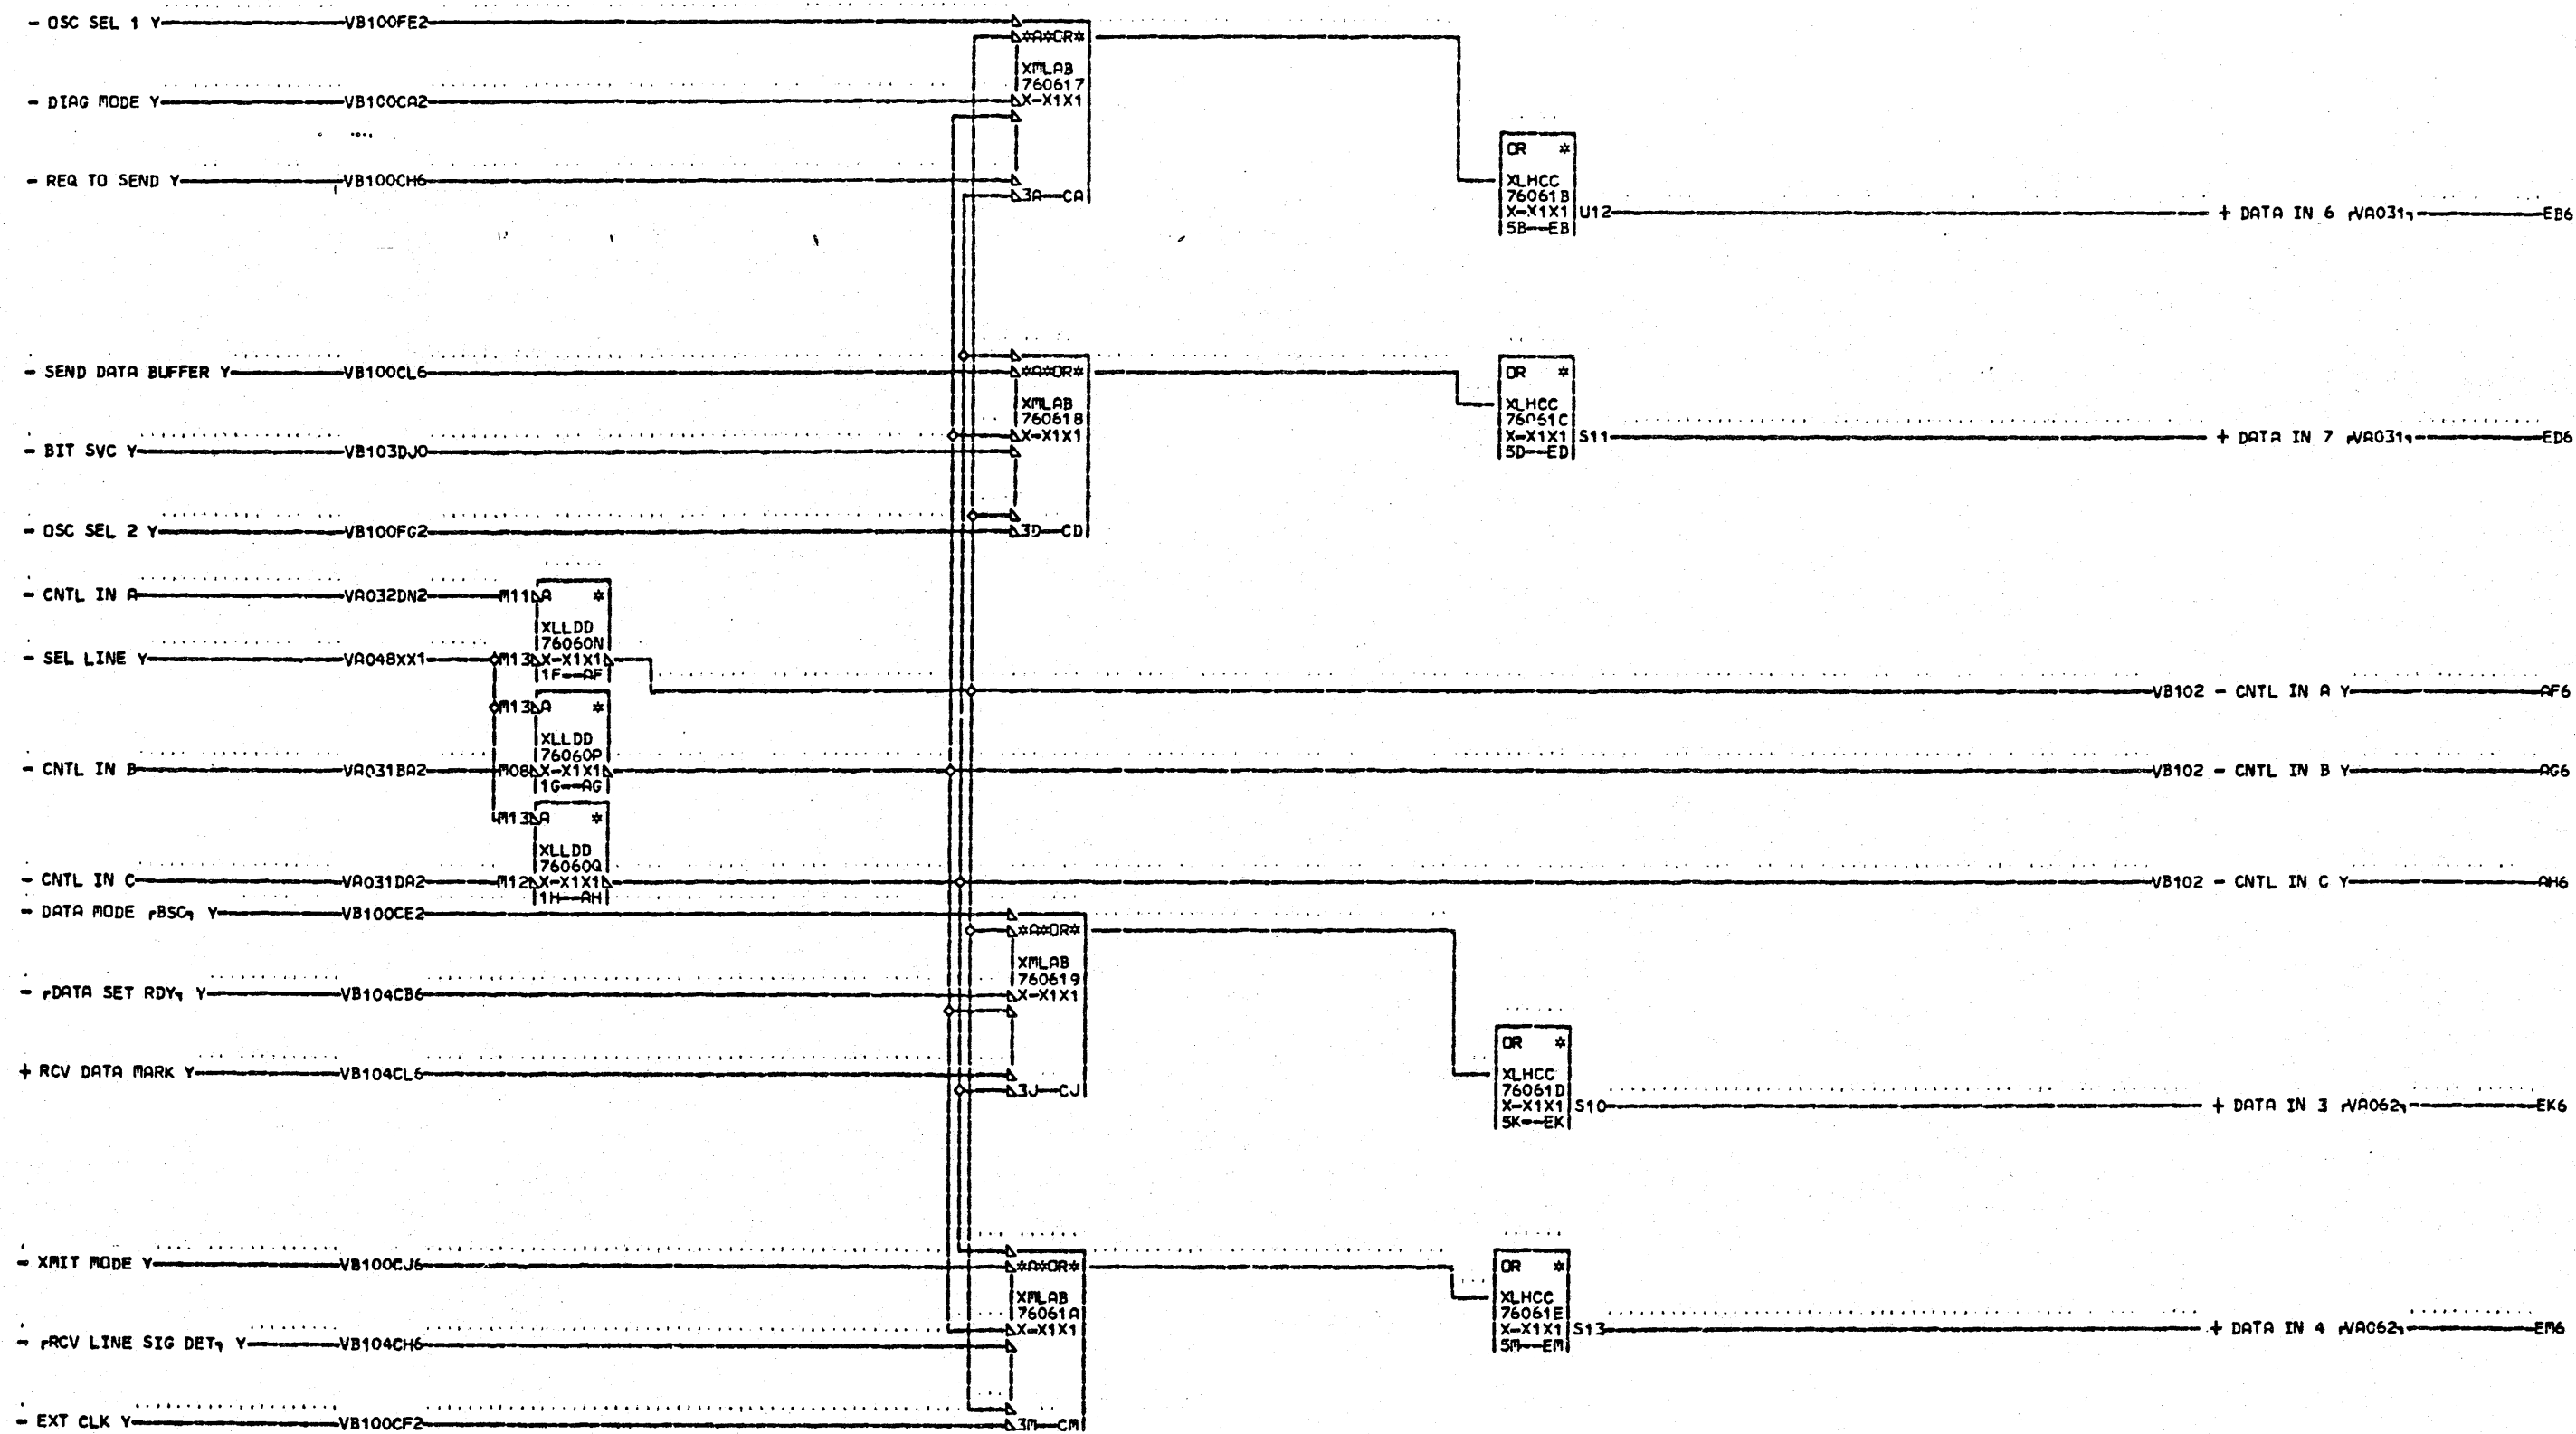 - OSC SEL 1 Y VB100FE2
*A*OR*
XMLAB
760617
- DIAG MODE Y VB100CA2 X-X1X1
OR *
- REQ TO SEND Y VB100CH6 XLHCC
3A CA 76061B
X-X1X1 U12 + DATA IN 6 VA031 EB6
5B EB
- SEND DATA BUFFER Y VB100CL6 *A*OR* OR *
XMLAB XLHCC
760618 76061C
X-X1X1 X-X1X1 S11 + DATA IN 7 VA031 ED6
- BIT SVC Y VB103DJ0 5D ED
- OSC SEL 2 Y VB100FG2 3D CD
- CNTL IN A VA032DN2 M11 A *
XLLDD
76060N
- SEL LINE Y VA048XX1 M13 X-X1X1
1F AF
VB102 - CNTL IN A Y AF6
M13 A *
XLLDD
76060P
- CNTL IN B VA031BA2 M08 X-X1X1 VB102 - CNTL IN B Y AG6
1G AG
M13 A *
XLLDD
76060Q
- CNTL IN C VA031DA2 M12 X-X1X1 VB102 - CNTL IN C Y AH6
1H AH
- DATA MODE BSC Y VB100CE2
*A*OR*
XMLAB
760619
- DATA SET RDY Y VB104CB6 X-X1X1
OR *
+ RCV DATA MARK Y VB104CL6 XLHCC
3J CJ 76061D
X-X1X1 S10 + DATA IN 3 VA062 EK6
5K EK
- XMIT MODE Y VB100CJ6 *A*OR* OR *
XMLAB XLHCC
76061A 76061E
X-X1X1 X-X1X1 S13 + DATA IN 4 VA062 EM6
- RCV LINE SIG DET Y VB104CH6 5M EM
- EXT CLK Y VB100CF2 3M CM